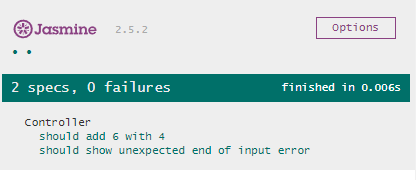 Jasmine 2.5.2 Options
2 specs, 0 failures finished in 0.006s
Controller
should add 6 with 4
should show unexpected end of input error